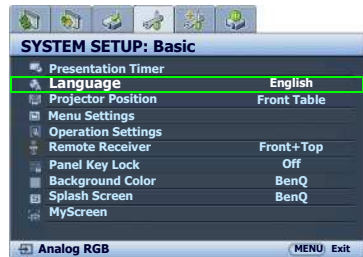 SYSTEM SETUP: Basic
Presentation Timer
Language English
Projector Position Front Table
Menu Settings
Operation Settings
Remote Receiver Front+Top
Panel Key Lock Off
Background Color BenQ
Splash Screen BenQ
MyScreen
Analog RGB MENU Exit